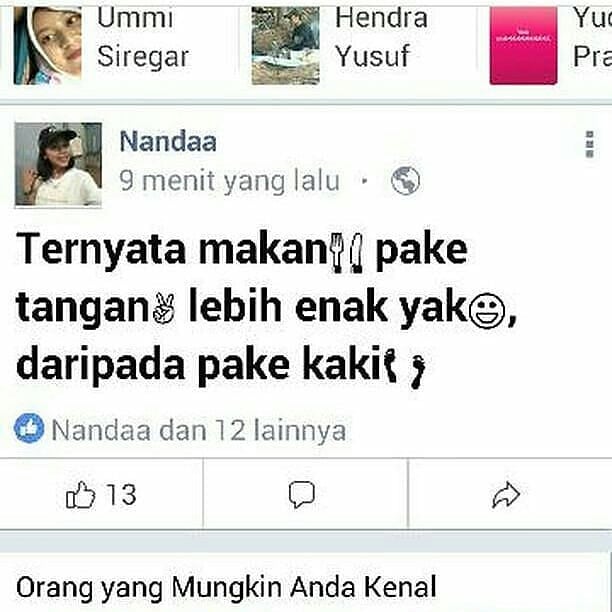 Ummi
Siregar
Hendra
Yusuf
Nandaa
9 menit yang lalu ·
Ternyata makan🍴 pake
tangan✌ lebih enak yak😃,
daripada pake kaki👣
Nandaa dan 12 lainnya
13
Orang yang Mungkin Anda Kenal